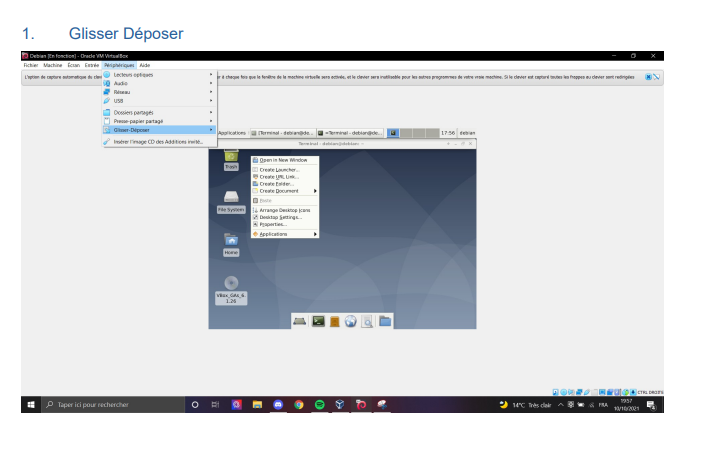 1. Glisser Déposer
Debian [En fonction] - Oracle VM VirtualBox
Fichier Machine Écran Entrée Périphériques Aide
L'option de capture automatique du clav
r à chaque fois que la fenêtre de la machine virtuelle sera activée, et le clavier sera inutilisable pour les autres programmes de votre vraie machine. Si le clavier est capturé toutes les frappes au clavier seront redirigées
Lecteurs optiques
Audio
Réseau
USB
Dossiers partagés
Presse-papier partagé
Glisser-Déposer
Insérer l'image CD des Additions invité...
Applications
[Terminal - debian@de...
Terminal - debian@de...
17:56 debian
Terminal - debian@debian: ~
Trash
File System
Home
VBox_GAs_6.
1.26
Open in New Window
Create Launcher...
Create URL Link...
Create Folder...
Create Document
Paste
Arrange Desktop Icons
Desktop Settings...
Properties...
Applications
CTRL DROITE
Taper ici pour rechercher
14°C Très clair
FRA
19:57
10/10/2021